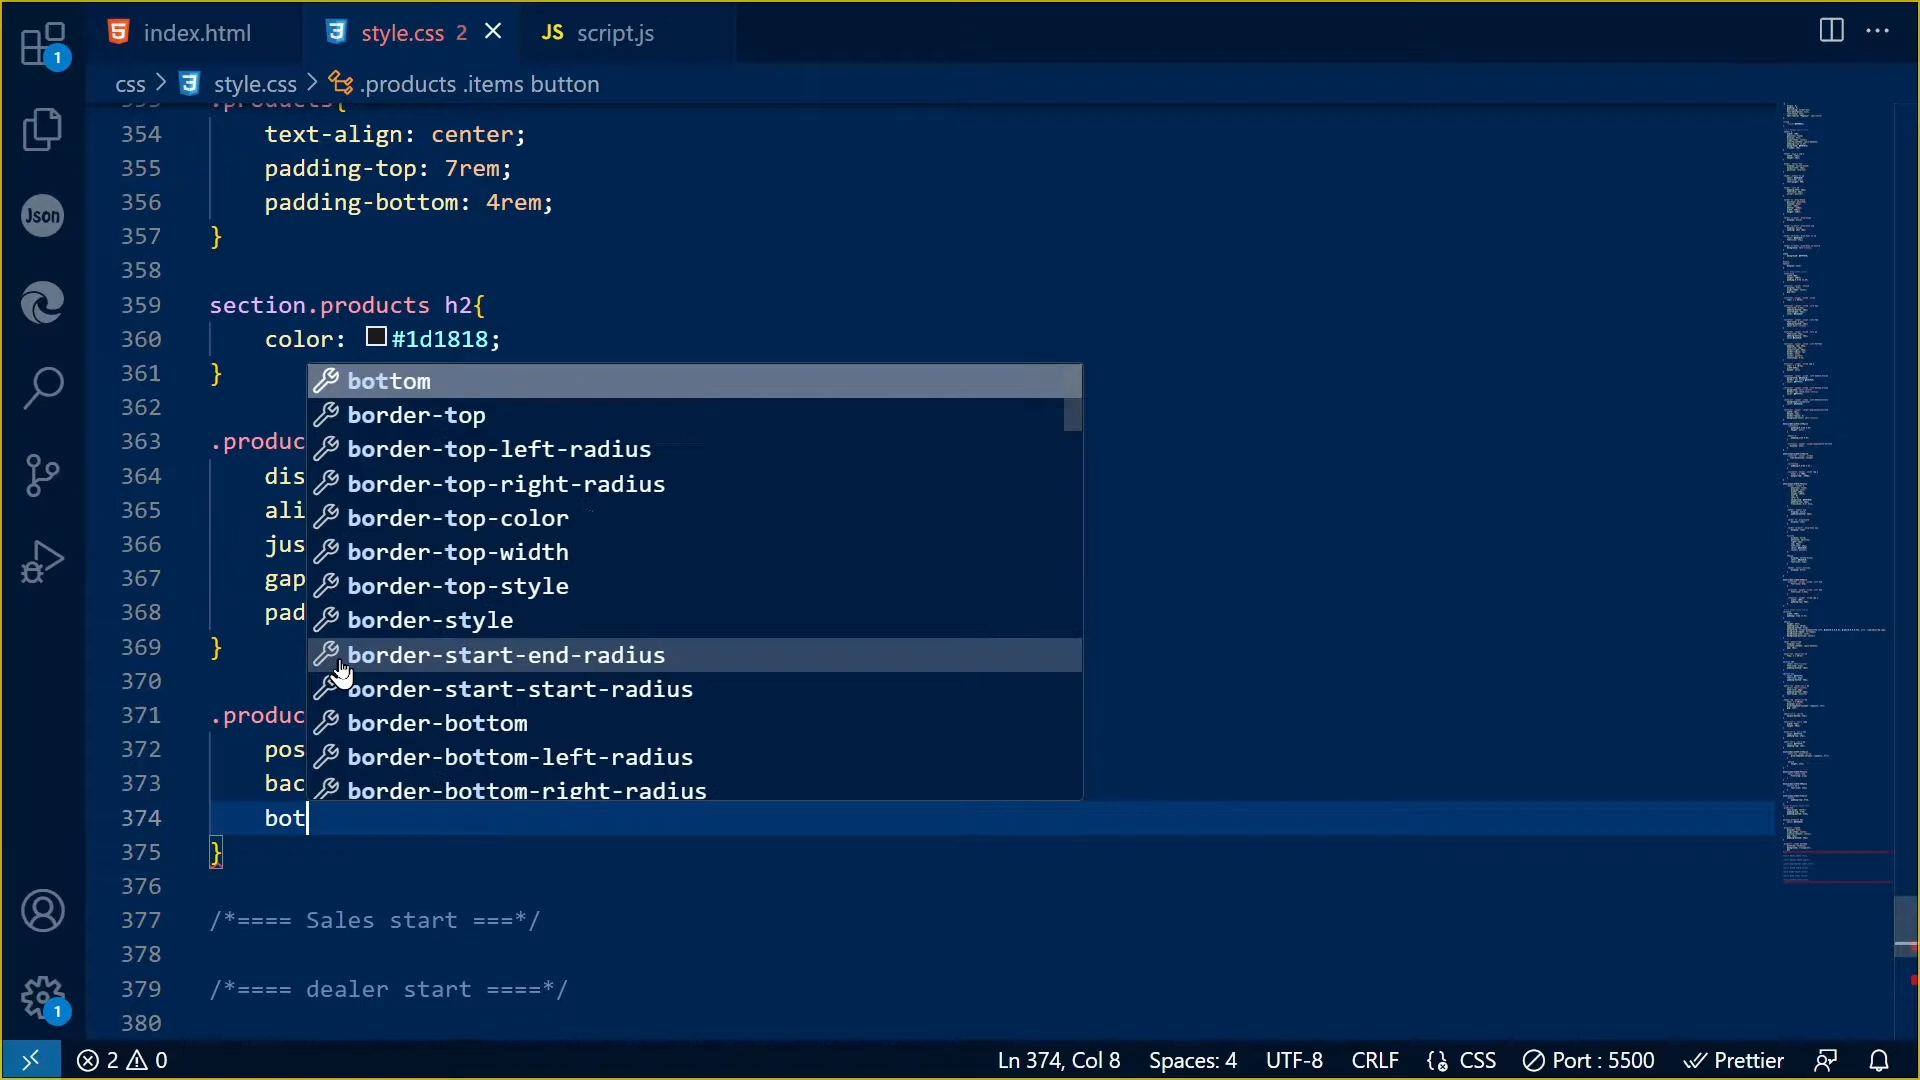 index.html
style.css 2
JS script.js
css > style.css > .products .items button
.products{
354 text-align: center;
355 padding-top: 7rem;
356 padding-bottom: 4rem;
357 }
358
359 section.products h2{
360 color: #1d1818;
361 }
362
363 .produc
364 dis
365 ali
366 jus
367 gap
368 pad
369 }
370
371 .produc
372 pos
373 bac
374 bot
375 }
376
377 /*==== Sales start ===*/
378
379 /*==== dealer start ====*/
380
bottom
border-top
border-top-left-radius
border-top-right-radius
border-top-color
border-top-width
border-top-style
border-style
border-start-end-radius
border-start-start-radius
border-bottom
border-bottom-left-radius
border-bottom-right-radius
1
Json
1
2 0
Ln 374, Col 8 Spaces: 4 UTF-8 CRLF {} CSS Port : 5500 Prettier